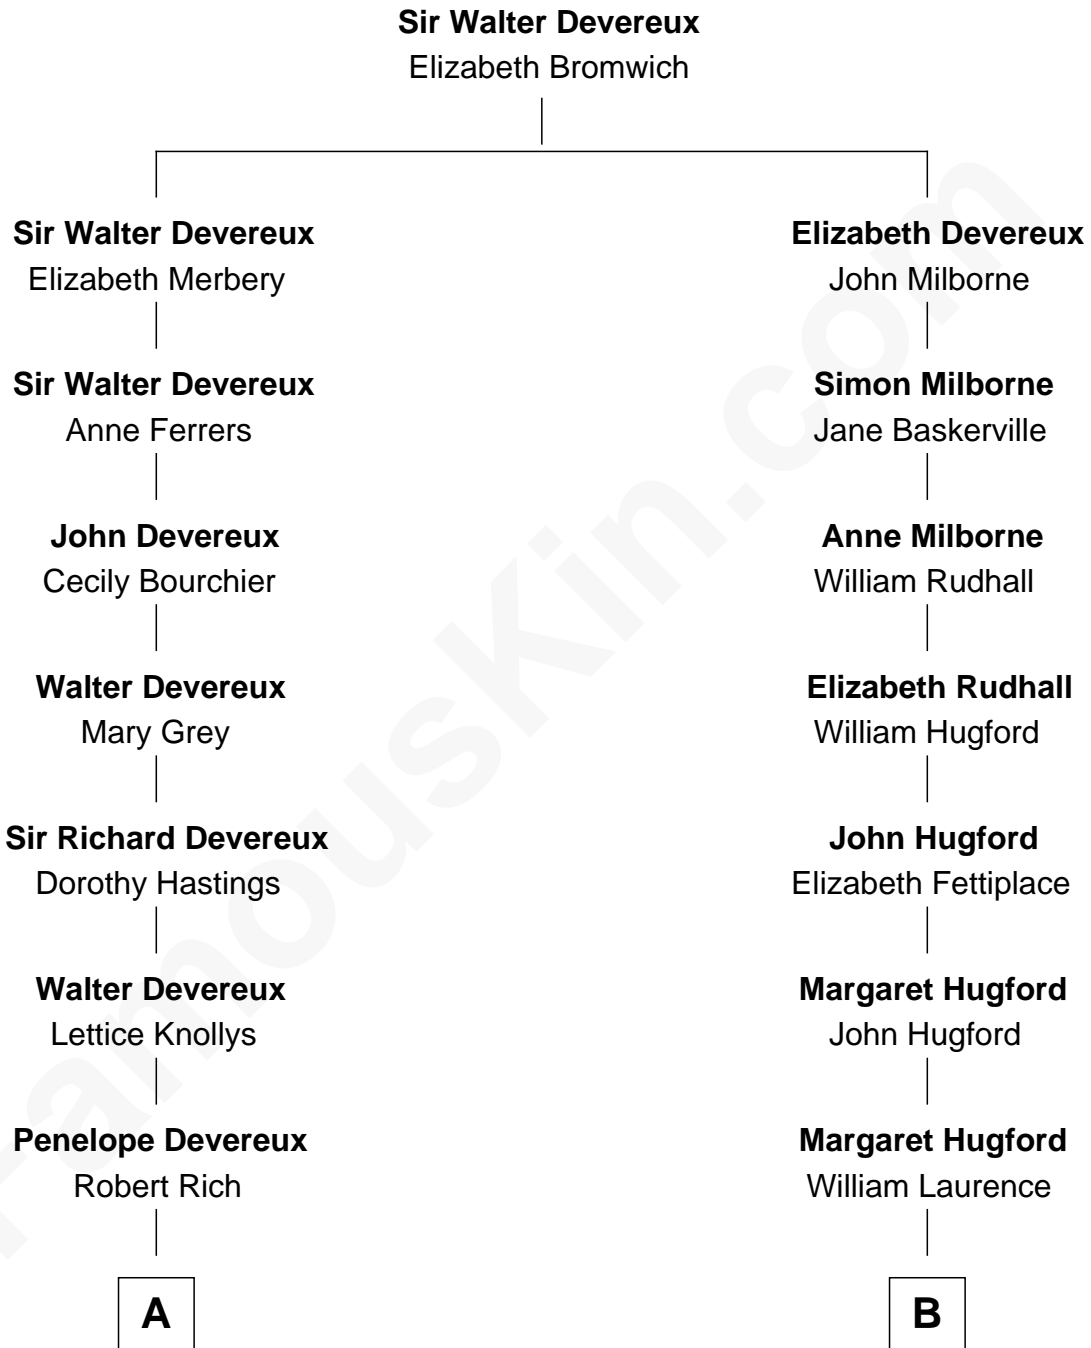 Sir Walter Devereux
Elizabeth Bromwich
Sir Walter Devereux
Elizabeth Merbery
Sir Walter Devereux
Anne Ferrers
John Devereux
Cecily Bourchier
Walter Devereux
Mary Grey
Sir Richard Devereux
Dorothy Hastings
Walter Devereux
Lettice Knollys
Penelope Devereux
Robert Rich
A
Elizabeth Devereux
John Milborne
Simon Milborne
Jane Baskerville
Anne Milborne
William Rudhall
Elizabeth Rudhall
William Hugford
John Hugford
Elizabeth Fettiplace
Margaret Hugford
John Hugford
Margaret Hugford
William Laurence
B
FamousKin.com